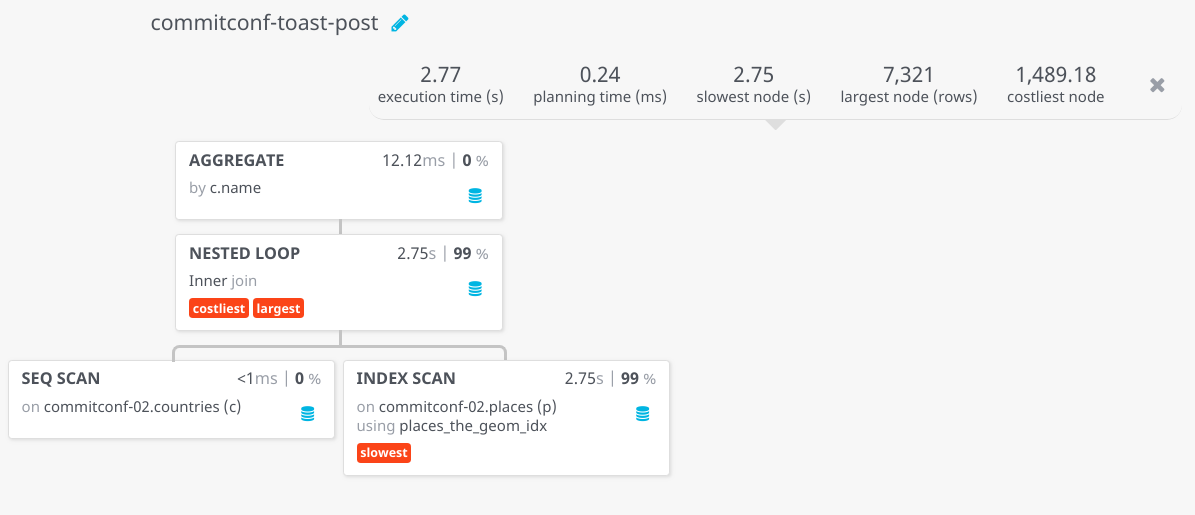 commitconf-toast-post
2.77 0.24 2.75 7,321 1,489.18
execution time (s) planning time (ms) slowest node (s) largest node (rows) costliest node
AGGREGATE 12.12ms | 0 %
by c.name
NESTED LOOP 2.75s | 99 %
Inner join
costliest largest
SEQ SCAN <1ms | 0 %
on commitconf-02.countries (c)
INDEX SCAN 2.75s | 99 %
on commitconf-02.places (p)
using places_the_geom_idx
slowest